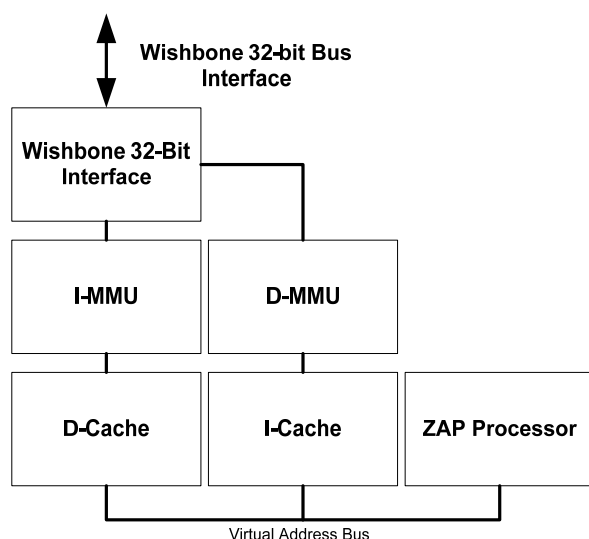 Wishbone 32-bit Bus
Interface
Wishbone 32-Bit
Interface
I-MMU
D-MMU
D-Cache
I-Cache
ZAP Processor
Virtual Address Bus